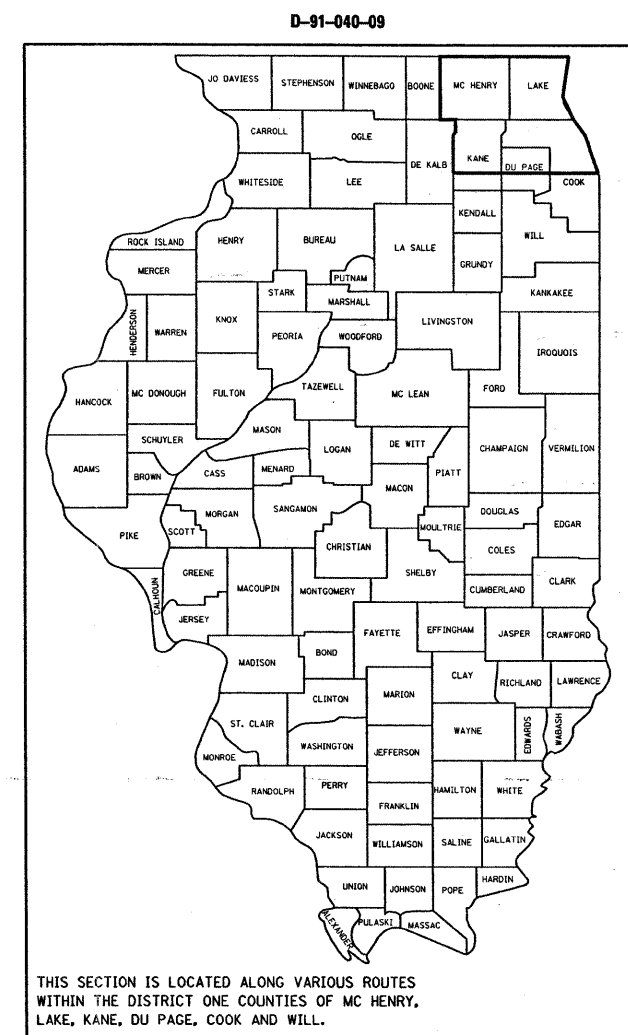 D-91-040-09
JO DAVIESS STEPHENSON WINNEBAGO BOONE MC HENRY LAKE
CARROLL OGLE DE KALB KANE DU PAGE COOK
WHITESIDE LEE
KENDALL
ROCK ISLAND HENRY BUREAU LA SALLE WILL
MERCER PUTNAM GRUNDY
STARK MARSHALL KANKAKEE
HENDERSON WARREN KNOX PEORIA WOODFORD LIVINGSTON
IROQUOIS
HANCOCK MC DONOUGH FULTON TAZEWELL MC LEAN FORD
MASON
SCHUYLER LOGAN DE WITT CHAMPAIGN VERMILION
ADAMS BROWN CASS MENARD PIATT
MACON
PIKE SCOTT MORGAN SANGAMON MOULTRIE DOUGLAS EDGAR
CHRISTIAN COLES
CALHOUN GREENE MACOUPIN MONTGOMERY SHELBY CUMBERLAND CLARK
JERSEY
FAYETTE EFFINGHAM JASPER CRAWFORD
MADISON BOND
CLAY RICHLAND LAWRENCE
CLINTON MARION
ST. CLAIR WAYNE EDWARDS WABASH
MONROE WASHINGTON JEFFERSON
RANDOLPH PERRY HAMILTON WHITE
FRANKLIN
JACKSON WILLIAMSON SALINE GALLATIN
UNION JOHNSON POPE HARDIN
ALEXANDER PULASKI MASSAC
THIS SECTION IS LOCATED ALONG VARIOUS ROUTES
WITHIN THE DISTRICT ONE COUNTIES OF MC HENRY,
LAKE, KANE, DU PAGE, COOK AND WILL.